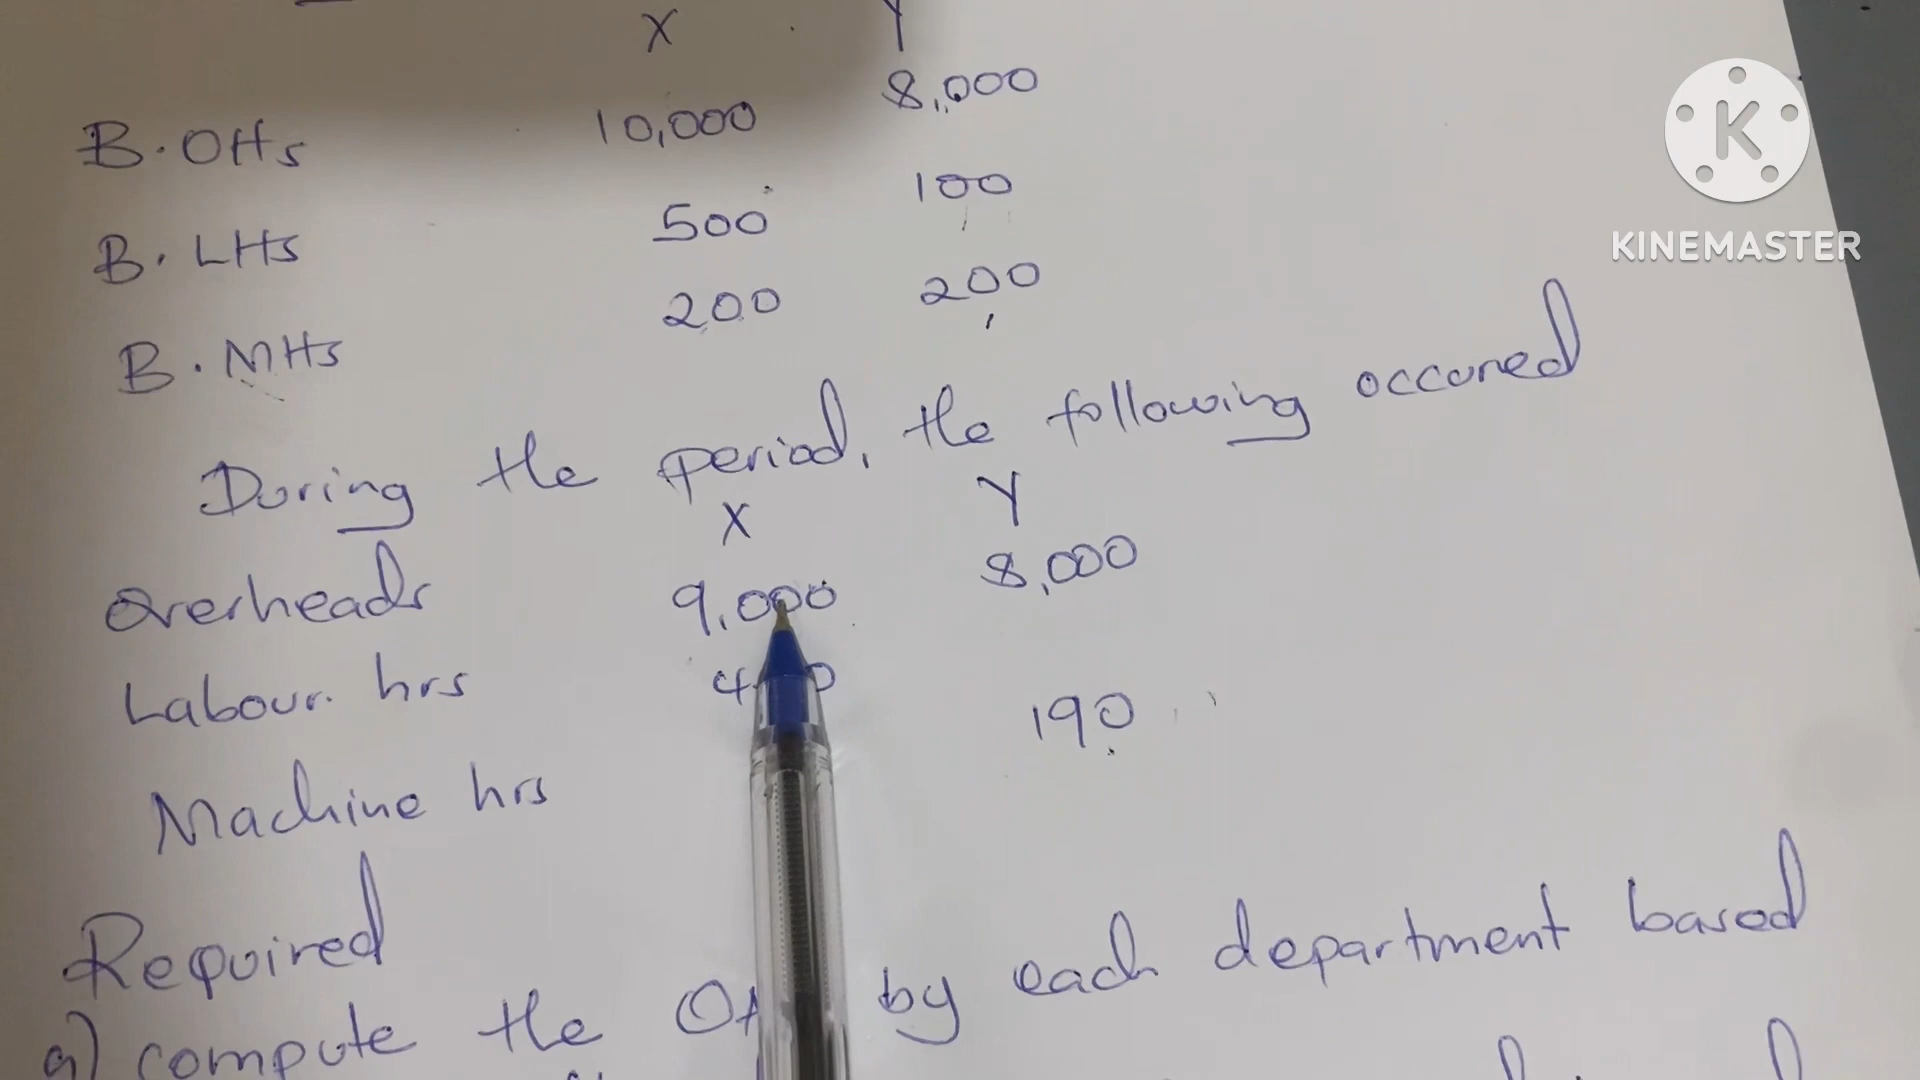 X Y
B. OHs 10,000 8,000
B. LHs 500 100
B. MHs 200 200
During the period, the following occured
X Y
Overheads 9,000 8,000
Labour. hrs
Machine hrs 190
Required
a) compute the by each department based
K
KINEMASTER